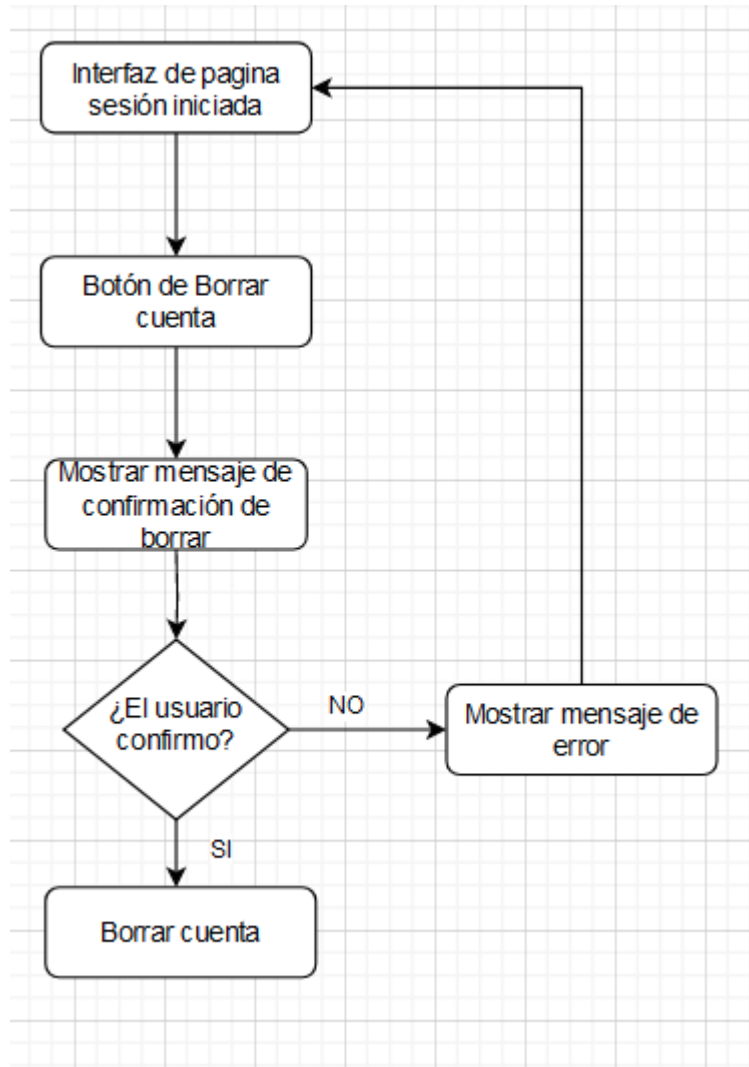 Interfaz de pagina
sesión iniciada
Botón de Borrar
cuenta
Mostrar mensaje de
confirmación de
borrar
¿El usuario
confirmo?
NO
Mostrar mensaje de
error
SI
Borrar cuenta